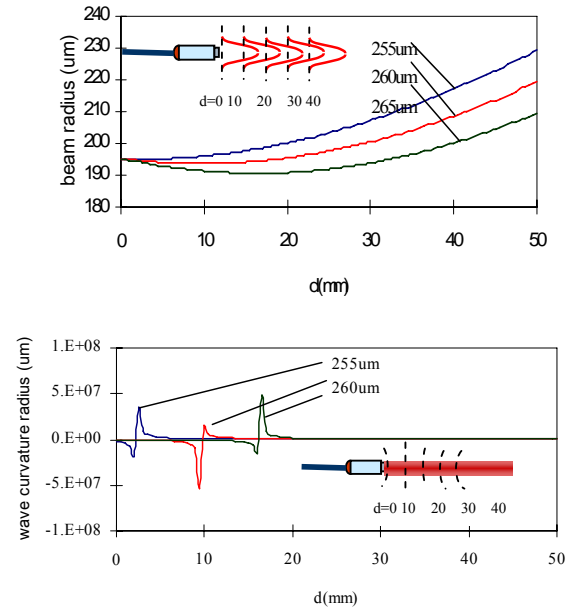 240
230
220
210
200
190
180
beam radius (um)
d=0 10 20 30 40
255um
260um
265um
0 10 20 30 40 50
d(mm)
1.E+08
5.E+07
0.E+00
-5.E+07
-1.E+08
wave curvature radius (um)
255um
260um
d=0 10 20 30 40
0 10 20 30 40 50
d(mm)